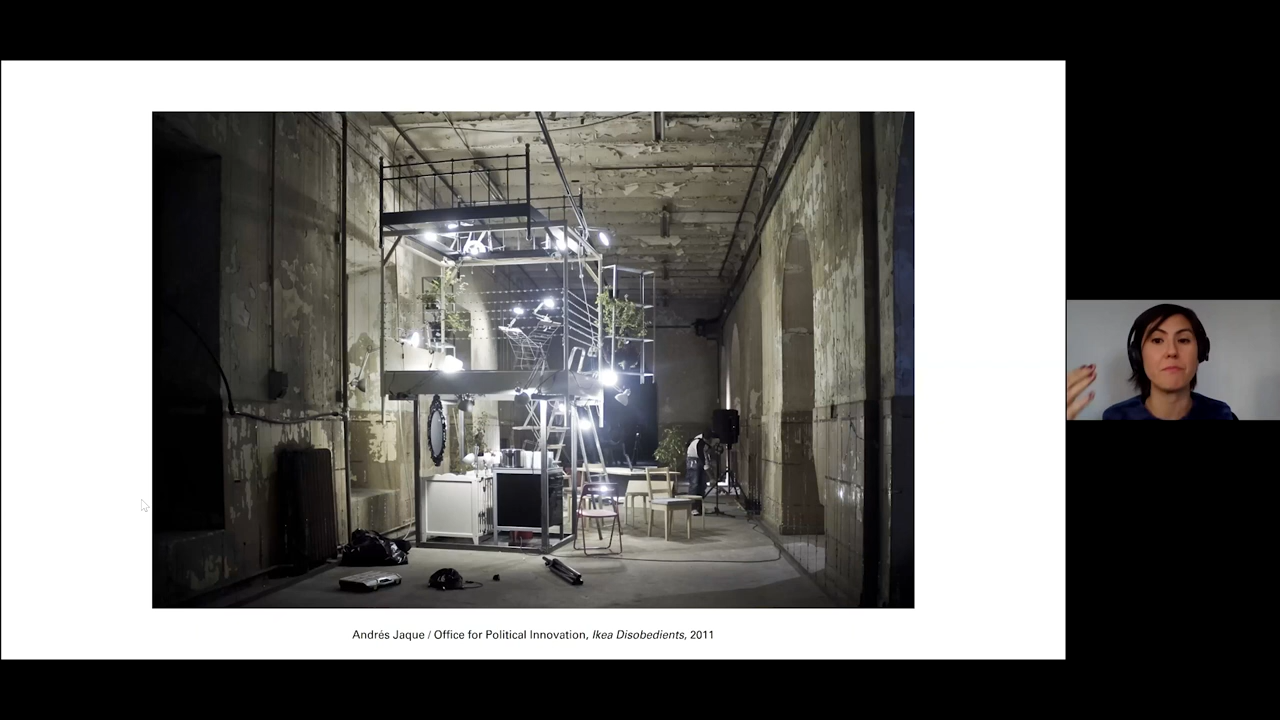 Andrés Jaque / Office for Political Innovation, Ikea Disobedients, 2011